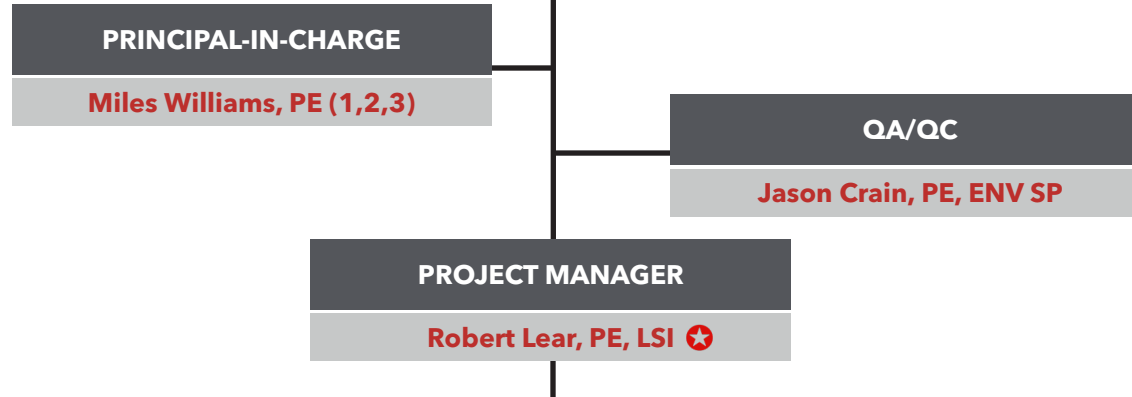 PRINCIPAL-IN-CHARGE
Miles Williams, PE (1,2,3)
QA/QC
Jason Crain, PE, ENV SP
PROJECT MANAGER
Robert Lear, PE, LSI